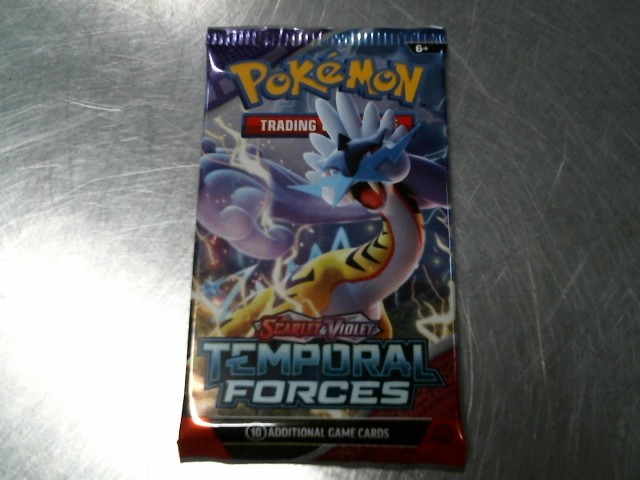 6+
POKéMON
TRADING
SCARLET & VIOLET
TEMPORAL
FORCES
10 ADDITIONAL GAME CARDS